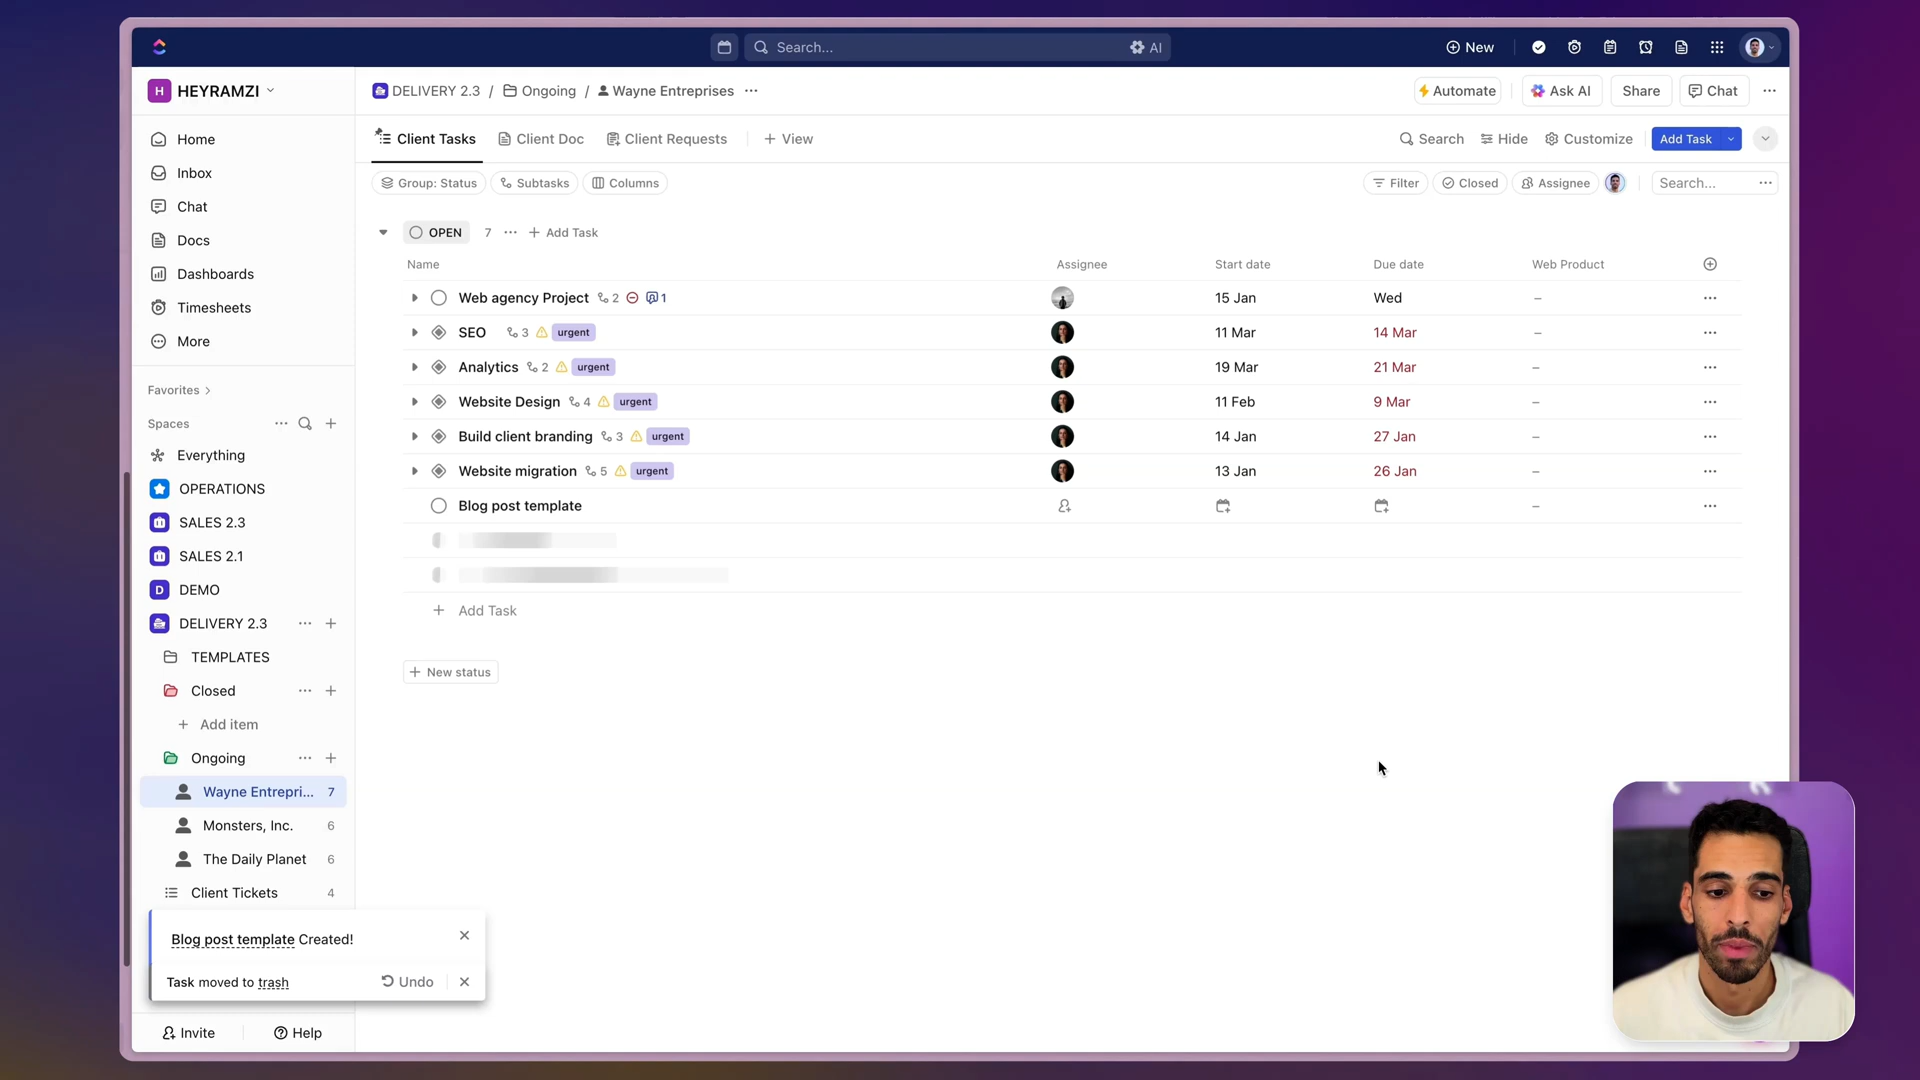 Search...
AI
New
H HEYRAMZI
DELIVERY 2.3 / Ongoing / Wayne Entreprises
Automate
Ask AI
Share
Chat
Home
Inbox
Chat
Docs
Dashboards
Timesheets
More
Favorites
Spaces
Everything
OPERATIONS
SALES 2.3
SALES 2.1
D DEMO
DELIVERY 2.3
TEMPLATES
Closed
Add item
Ongoing
Wayne Entrepri... 7
Monsters, Inc. 6
The Daily Planet 6
Client Tickets 4
Client Tasks
Client Doc
Client Requests
+ View
Search
Hide
Customize
Add Task
Group: Status
Subtasks
Columns
Filter
Closed
Assignee
Search...
OPEN 7 ... + Add Task
Name Assignee Start date Due date Web Product
Web agency Project 2 1 15 Jan Wed –
SEO 3 urgent 11 Mar 14 Mar –
Analytics 2 urgent 19 Mar 21 Mar –
Website Design 4 urgent 11 Feb 9 Mar –
Build client branding 3 urgent 14 Jan 27 Jan –
Website migration 5 urgent 13 Jan 26 Jan –
Blog post template –
+ Add Task
+ New status
Blog post template Created!
Task moved to trash Undo
Invite
Help